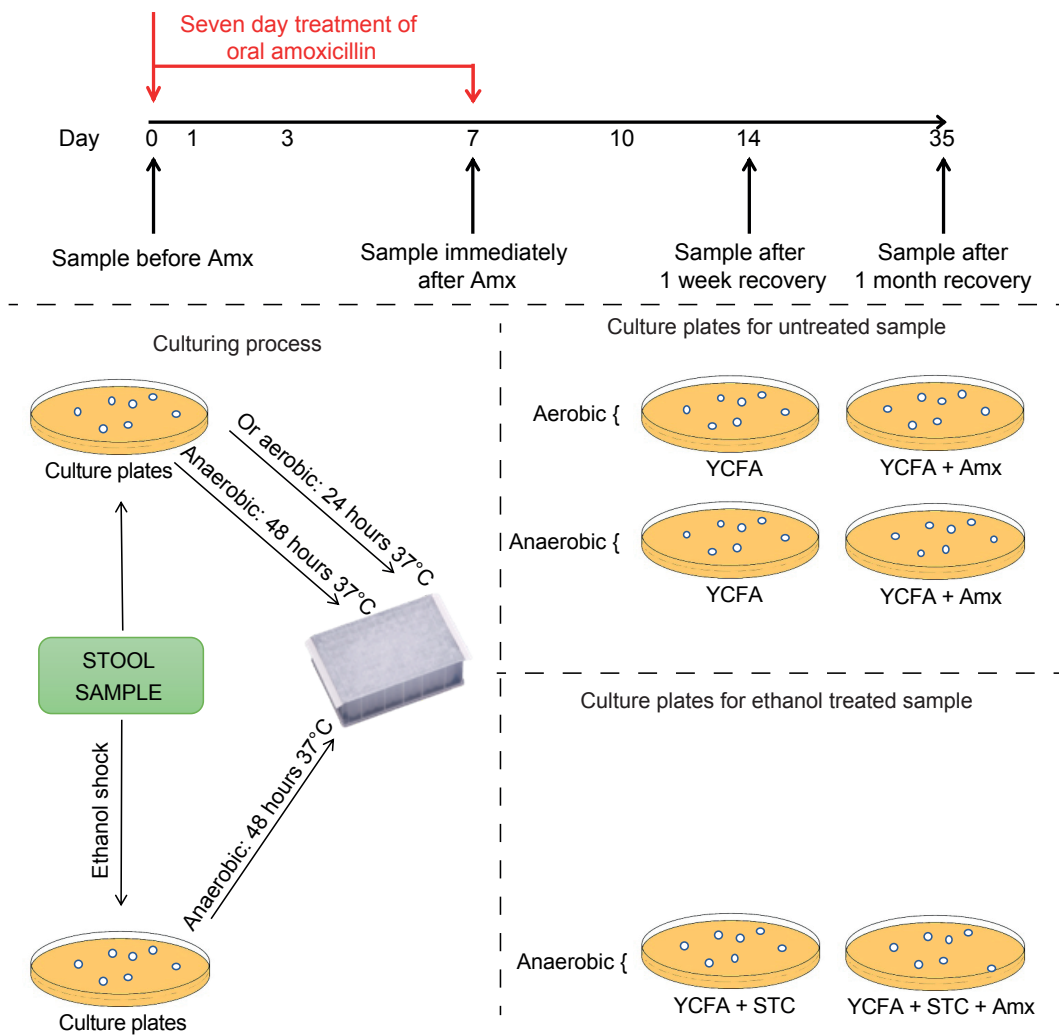 Seven day treatment of
oral amoxicillin
Day 0 1 3 7 10 14 35
Sample before Amx
Sample immediately
after Amx
Sample after
1 week recovery
Sample after
1 month recovery
Culturing process
Culture plates
Or aerobic: 24 hours 37°C
Anaerobic: 48 hours 37°C
STOOL
SAMPLE
Ethanol shock
Anaerobic: 48 hours 37°C
Culture plates
Culture plates for untreated sample
Aerobic {
YCFA
YCFA + Amx
Anaerobic {
YCFA
YCFA + Amx
Culture plates for ethanol treated sample
Anaerobic {
YCFA + STC
YCFA + STC + Amx